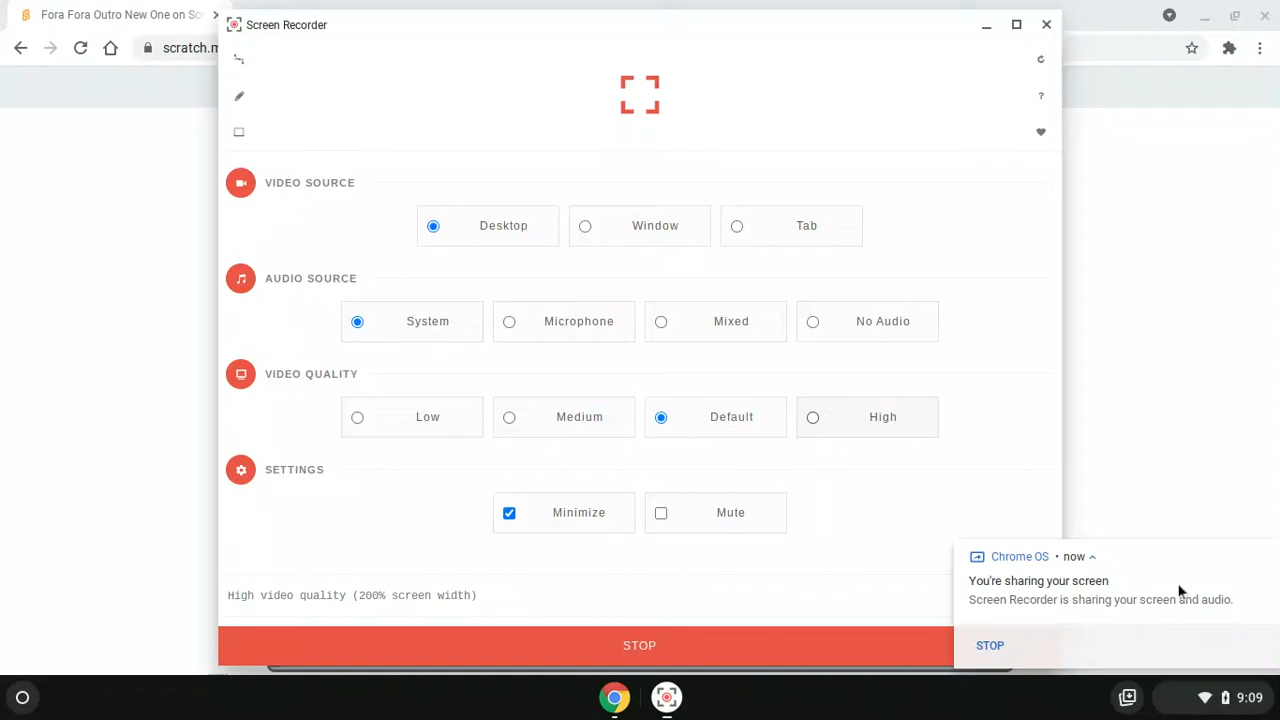 Fora Fora Outro New One on Scr
scratch.m
Screen Recorder
?
VIDEO SOURCE
Desktop
Window
Tab
AUDIO SOURCE
System
Microphone
Mixed
No Audio
VIDEO QUALITY
Low
Medium
Default
High
SETTINGS
Minimize
Mute
High video quality (200% screen width)
STOP
Chrome OS • now
You're sharing your screen
Screen Recorder is sharing your screen and audio.
STOP
9:09